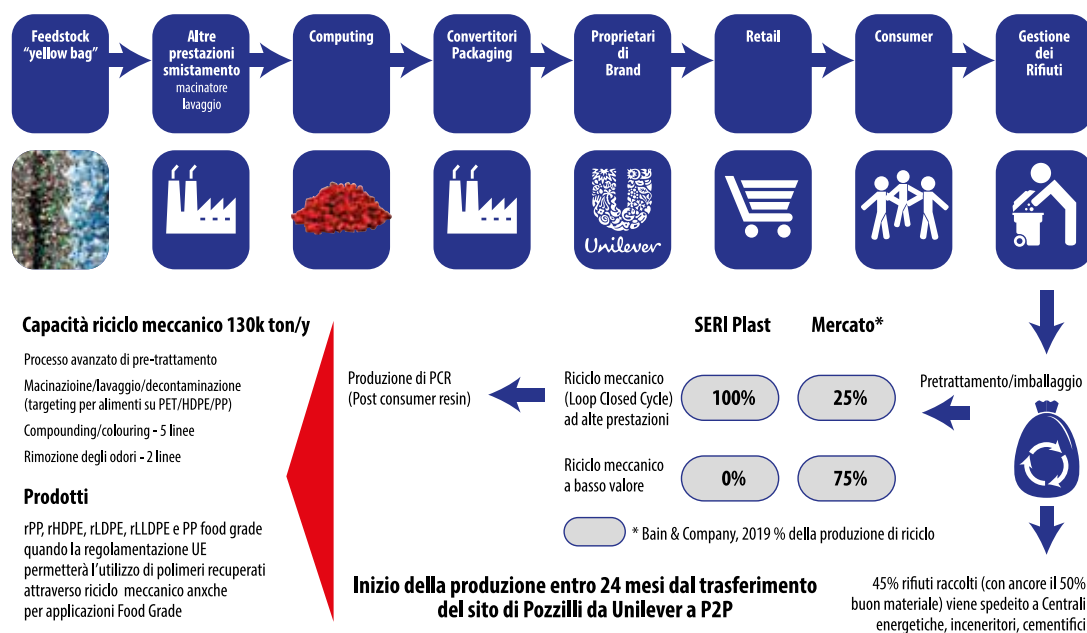 Feedstock
“yellow bag”
Altre
prestazioni
smistamento
macinatore
lavaggio
Computing
Convertitori
Packaging
Proprietari
di
Brand
Retail
Consumer
Gestione
dei
Rifiuti
Unilever
Capacità riciclo meccanico 130k ton/y
Processo avanzato di pre-trattamento
Macinazioine/lavaggio/decontaminazione
(targeting per alimenti su PET/HDPE/PP)
Compounding/colouring - 5 linee
Rimozione degli odori - 2 linee
Prodotti
rPP, rHDPE, rLDPE, rLLDPE e PP food grade
quando la regolamentazione UE
permetterà l’utilizzo di polimeri recuperati
attraverso riciclo meccanico anxche
per applicazioni Food Grade
Produzione di PCR
(Post consumer resin)
SERI Plast
Mercato*
Riciclo meccanico
(Loop Closed Cycle)
ad alte prestazioni
100%
25%
Riciclo meccanico
a basso valore
0%
75%
* Bain & Company, 2019 % della produzione di riciclo
Pretrattamento/imballaggio
Inizio della produzione entro 24 mesi dal trasferimento
del sito di Pozzilli da Unilever a P2P
45% rifiuti raccolti (con ancore il 50%
buon materiale) viene spedeito a Centrali
energetiche, inceneritori, cementifici